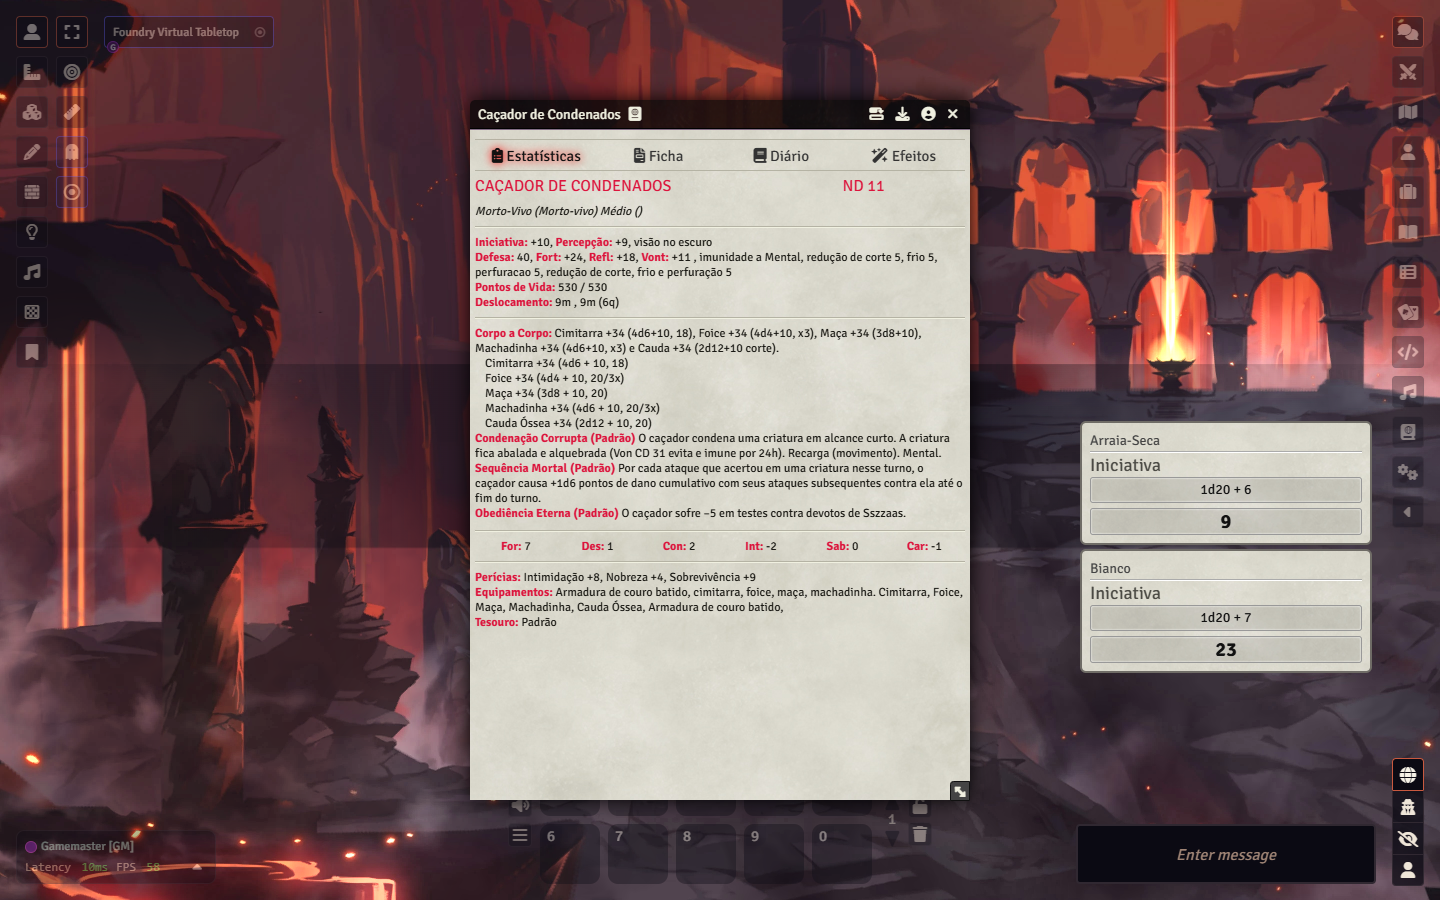 Foundry Virtual Tabletop
G
Caçador de Condenados
Estatísticas Ficha Diário Efeitos
CAÇADOR DE CONDENADOS ND 11
Morto-Vivo (Morto-vivo) Médio ()
Iniciativa: +10, Percepção: +9, visão no escuro
Defesa: 40, Fort: +24, Refl: +18, Vont: +11 , imunidade a Mental, redução de corte 5, frio 5,
perfuracao 5, redução de corte, frio e perfuração 5
Pontos de Vida: 530 / 530
Deslocamento: 9m , 9m (6q)
Corpo a Corpo: Cimitarra +34 (4d6+10, 18), Foice +34 (4d4+10, x3), Maça +34 (3d8+10),
Machadinha +34 (4d6+10, x3) e Cauda +34 (2d12+10 corte).
Cimitarra +34 (4d6 + 10, 18)
Foice +34 (4d4 + 10, 20/3x)
Maça +34 (3d8 + 10, 20)
Machadinha +34 (4d6 + 10, 20/3x)
Cauda Óssea +34 (2d12 + 10, 20)
Condenação Corrupta (Padrão) O caçador condena uma criatura em alcance curto. A criatura
fica abalada e alquebrada (Von CD 31 evita e imune por 24h). Recarga (movimento). Mental.
Sequência Mortal (Padrão) Por cada ataque que acertou em uma criatura nesse turno, o
caçador causa +1d6 pontos de dano cumulativo com seus ataques subsequentes contra ela até o
fim do turno.
Obediência Eterna (Padrão) O caçador sofre –5 em testes contra devotos de Sszzaas.
For: 7 Des: 1 Con: 2 Int: -2 Sab: 0 Car: -1
Perícias: Intimidação +8, Nobreza +4, Sobrevivência +9
Equipamentos: Armadura de couro batido, cimitarra, foice, maça, machadinha. Cimitarra, Foice,
Maça, Machadinha, Cauda Óssea, Armadura de couro batido,
Tesouro: Padrão
Arraia-Seca
Iniciativa
1d20 + 6
9
Bianco
Iniciativa
1d20 + 7
23
Gamemaster [GM]
Latency 10ms FPS 58
1
6 7 8 9 0
Enter message